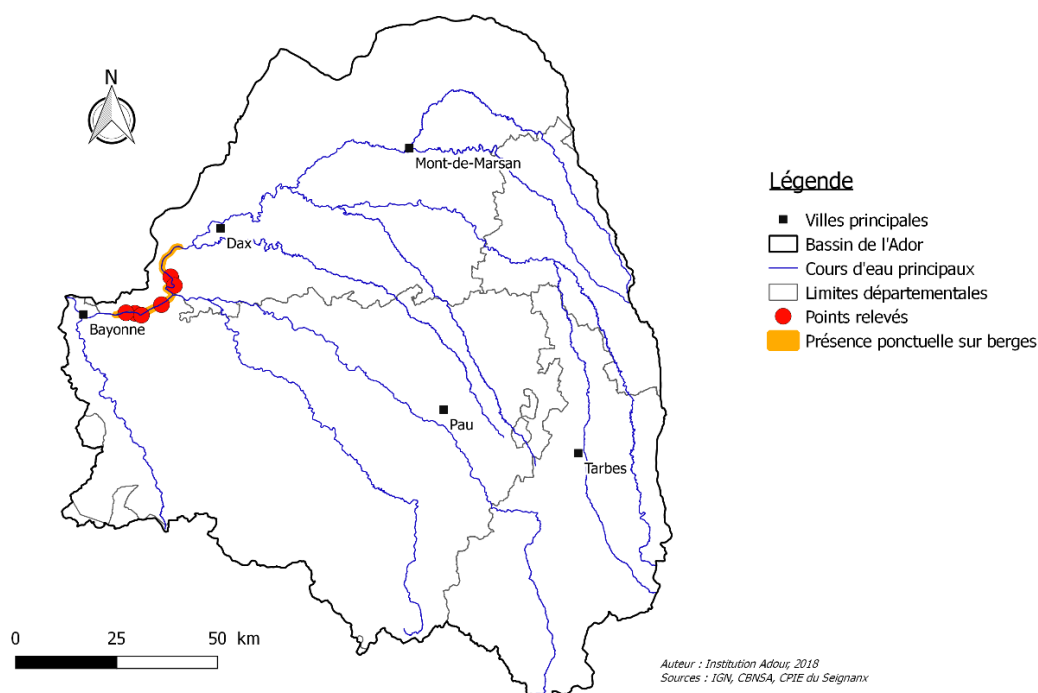 N
Mont-de-Marsan
Dax
Bayonne
Pau
Tarbes
Légende
Villes principales
Bassin de l'Ador
Cours d'eau principaux
Limites départementales
Points relevés
Présence ponctuelle sur berges
0 25 50 km
Auteur : Institution Adour, 2018
Sources : IGN, CBNSA, CPIE du Seignanx